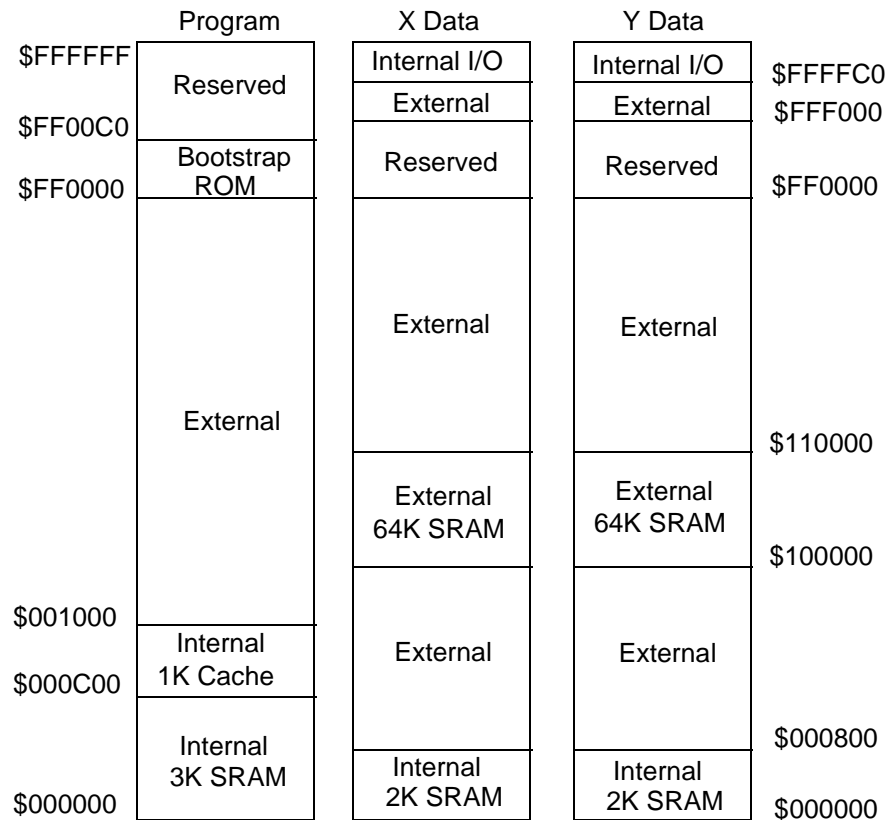 Program
X Data
Y Data
$FFFFFF
Reserved
$FF00C0
Bootstrap
ROM
$FF0000
External
$001000
Internal
1K Cache
$000C00
Internal
3K SRAM
$000000
Internal I/O
External
Reserved
External
External
64K SRAM
External
Internal
2K SRAM
Internal I/O
$FFFFC0
External
$FFF000
Reserved
$FF0000
External
$110000
External
64K SRAM
$100000
External
$000800
Internal
2K SRAM
$000000